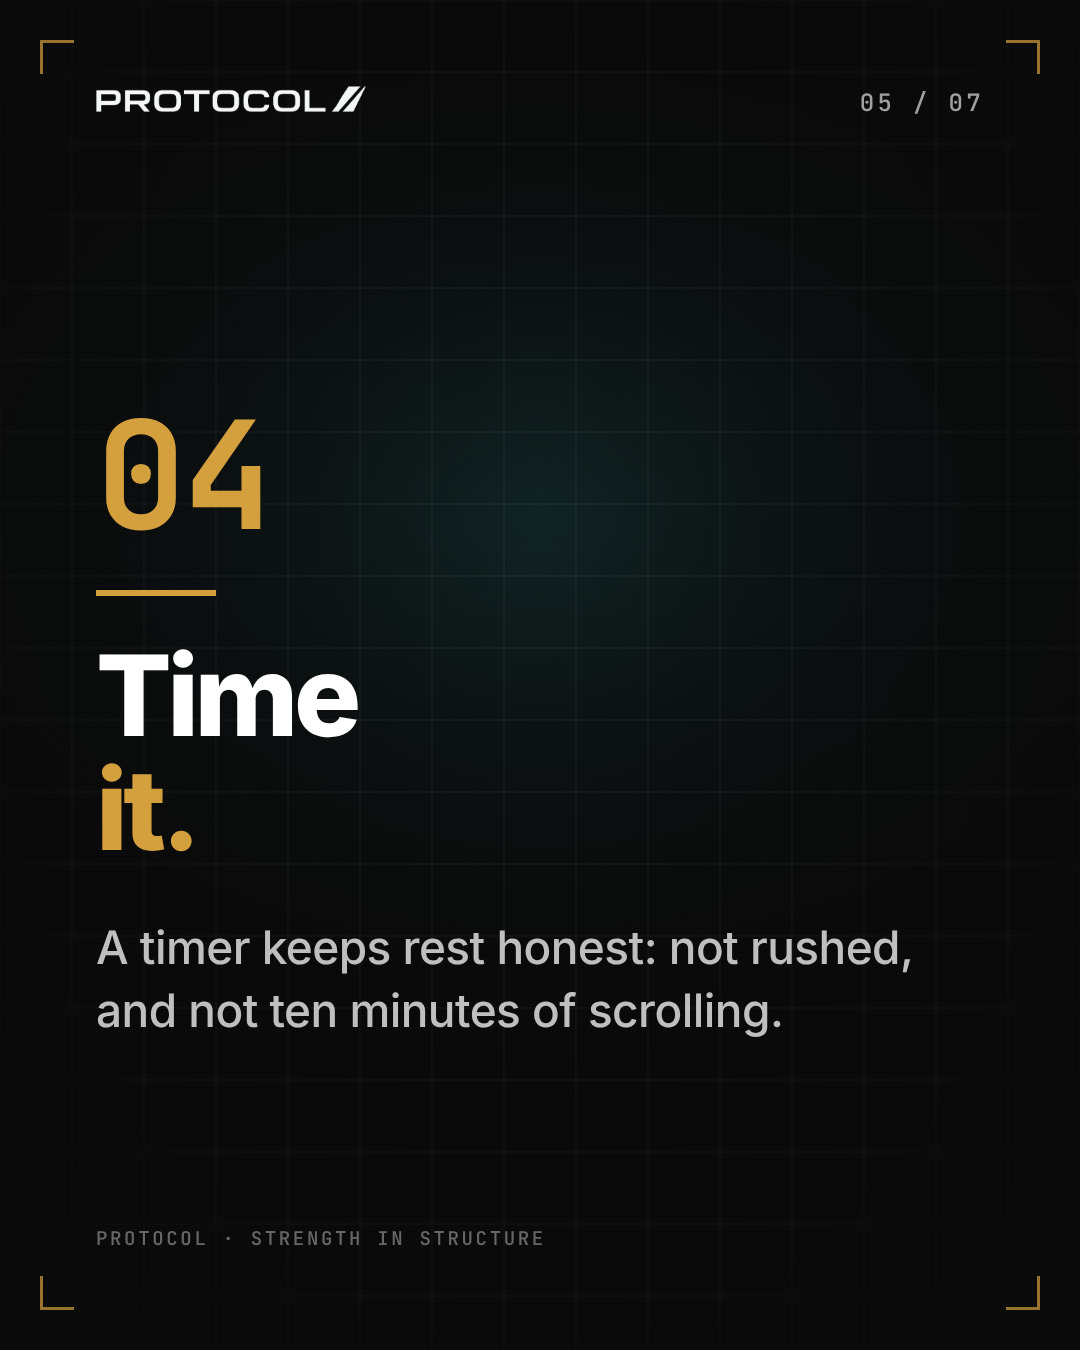 PROTOCOL
05 / 07
04
Time
it.
A timer keeps rest honest: not rushed,
and not ten minutes of scrolling.
PROTOCOL · STRENGTH IN STRUCTURE